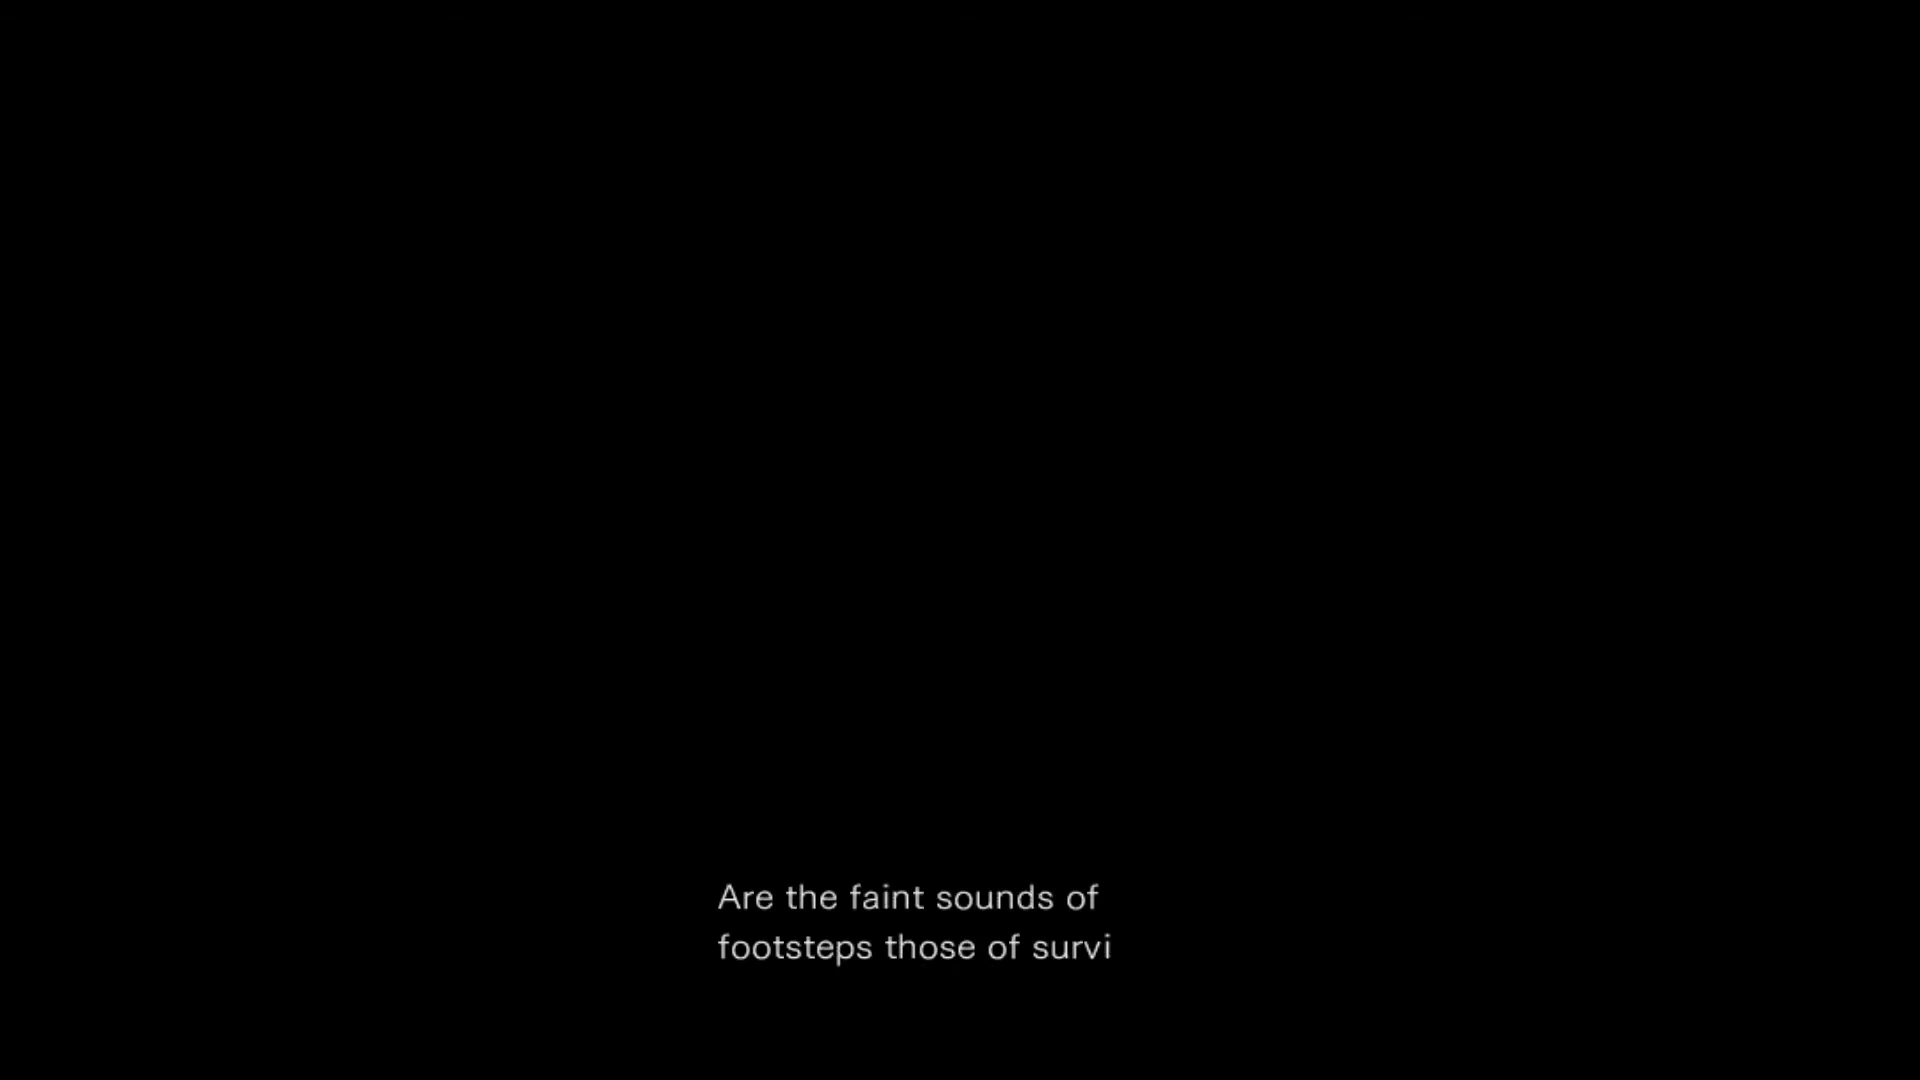 Are the faint sounds of
footsteps those of survi